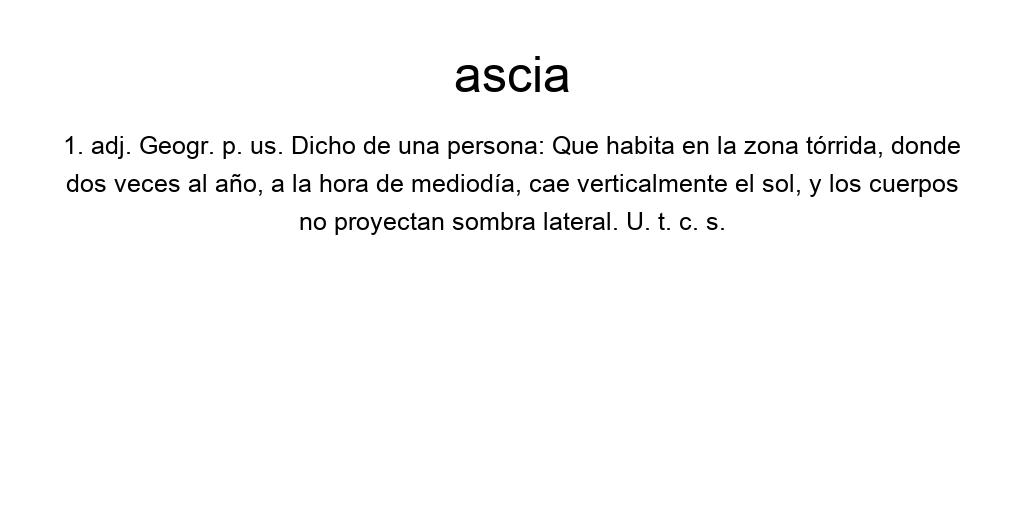 ascia
1. adj. Geogr. p. us. Dicho de una persona: Que habita en la zona tórrida, donde
dos veces al año, a la hora de mediodía, cae verticalmente el sol, y los cuerpos
no proyectan sombra lateral. U. t. c. s.